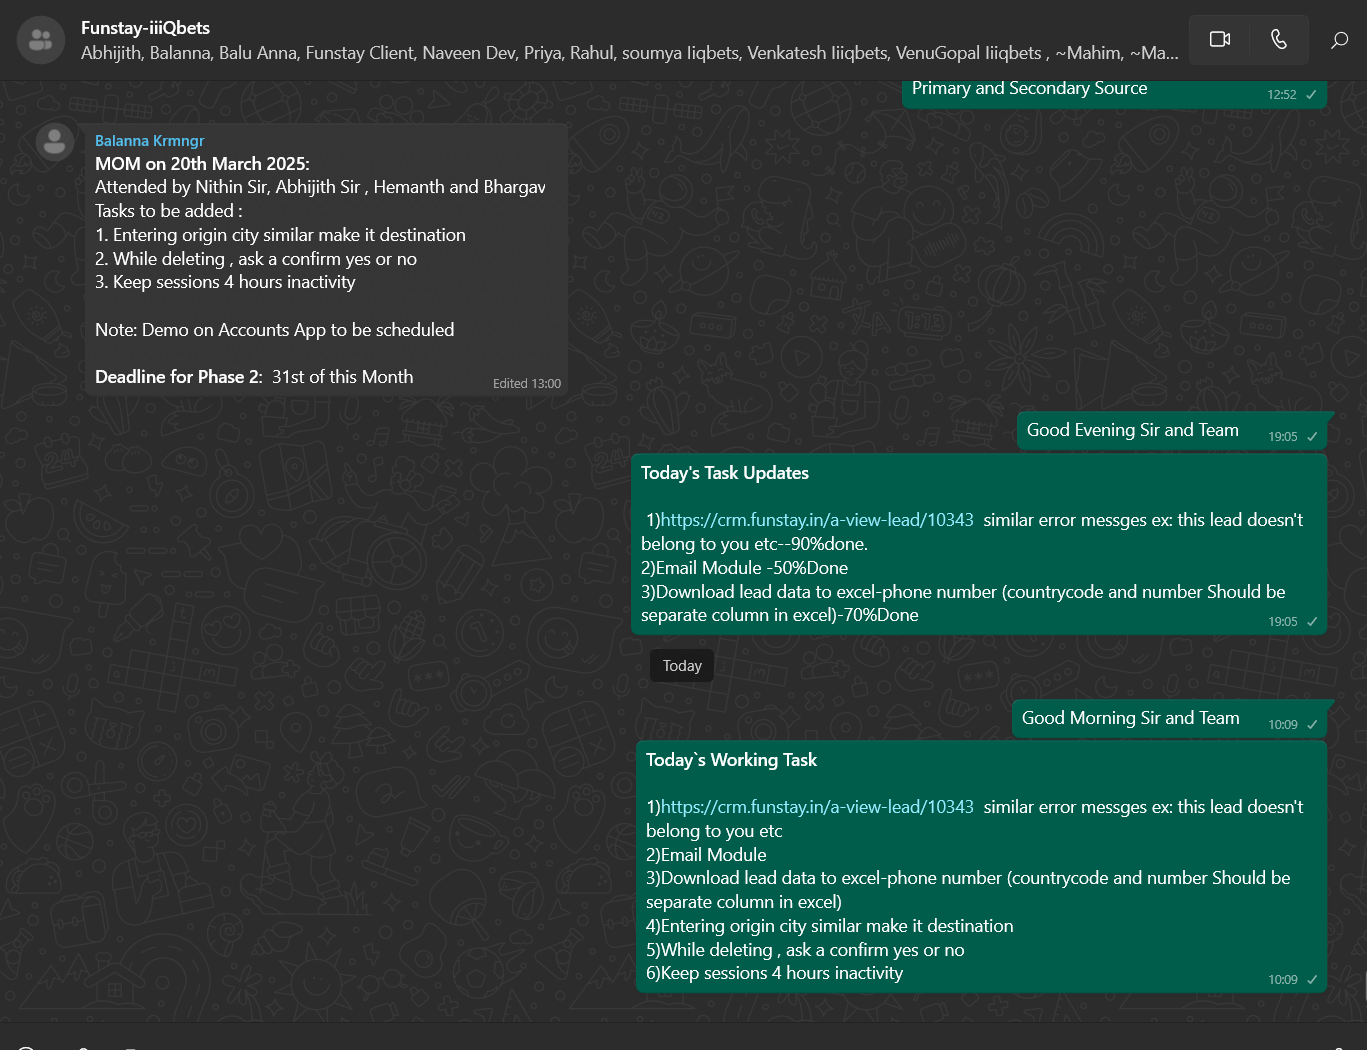 Funstay-iiiQbets
Abhijith, Balanna, Balu Anna, Funstay Client, Naveen Dev, Priya, Rahul, soumya Iiqbets, Venkatesh Iiiqbets, VenuGopal Iiiqbets , ~Mahim, ~Ma...
Primary and Secondary Source
12:52
Balanna Krmngr
MOM on 20th March 2025:
Attended by Nithin Sir, Abhijith Sir , Hemanth and Bhargav
Tasks to be added :
1. Entering origin city similar make it destination
2. While deleting , ask a confirm yes or no
3. Keep sessions 4 hours inactivity
Note: Demo on Accounts App to be scheduled
Deadline for Phase 2:  31st of this Month
Edited 13:00
Good Evening Sir and Team
19:05
Today's Task Updates
1)https://crm.funstay.in/a-view-lead/10343  similar error messges ex: this lead doesn't
belong to you etc--90%done.
2)Email Module -50%Done
3)Download lead data to excel-phone number (countrycode and number Should be
separate column in excel)-70%Done
19:05
Today
Good Morning Sir and Team
10:09
Today`s Working Task
1)https://crm.funstay.in/a-view-lead/10343  similar error messges ex: this lead doesn't
belong to you etc
2)Email Module
3)Download lead data to excel-phone number (countrycode and number Should be
separate column in excel)
4)Entering origin city similar make it destination
5)While deleting , ask a confirm yes or no
6)Keep sessions 4 hours inactivity
10:09